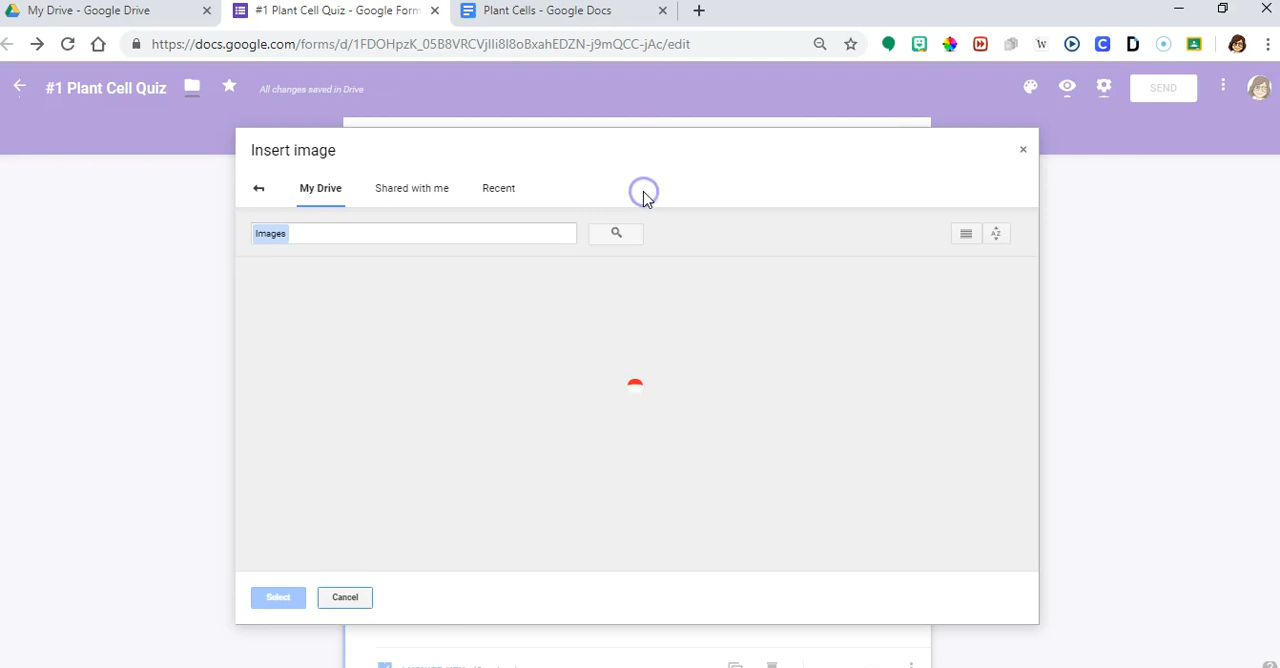 My Drive - Google Drive
#1 Plant Cell Quiz - Google Form
Plant Cells - Google Docs
https://docs.google.com/forms/d/1FDOHpzK_05B8VRCVjlli8l8oBxahEDZN-j9mQCC-jAc/edit
#1 Plant Cell Quiz
All changes saved in Drive
SEND
Insert image
My Drive
Shared with me
Recent
Images
AZ
Select
Cancel